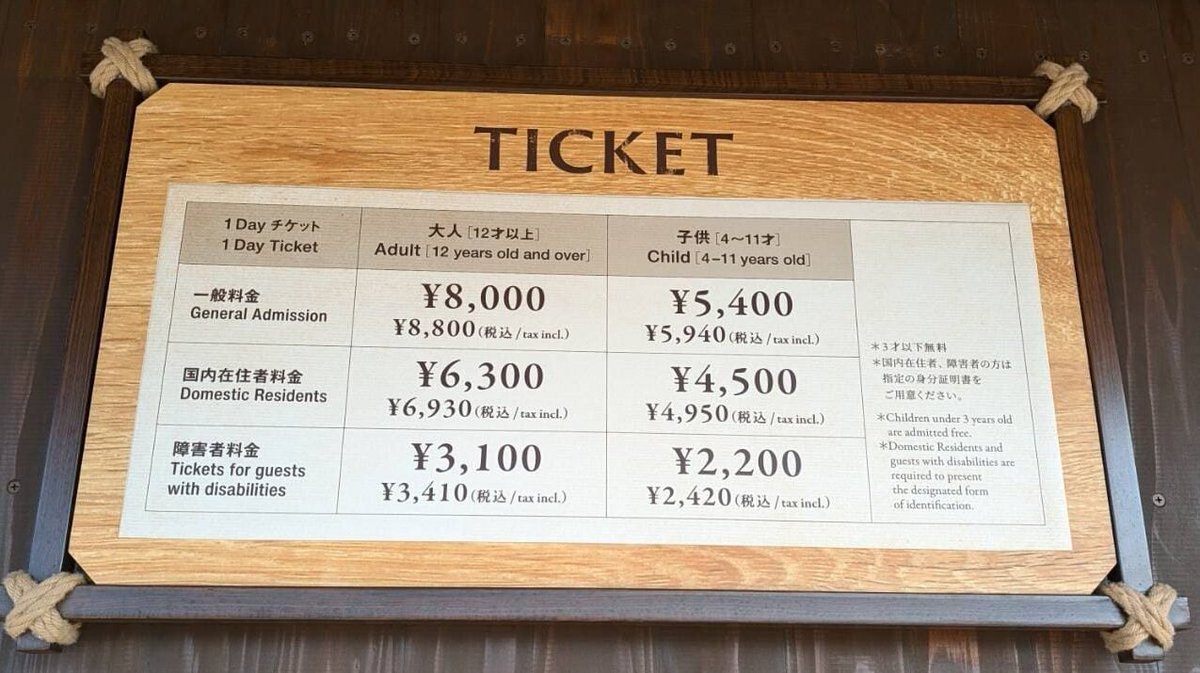 TICKET
1 Day チケット
1 Day Ticket
大人 [12才以上]
Adult [12 years old and over]
子供 [4〜11才]
Child [4–11 years old]
一般料金
General Admission
¥8,000
¥8,800 (税込 / tax incl.)
¥5,400
¥5,940 (税込 / tax incl.)
国内在住者料金
Domestic Residents
¥6,300
¥6,930 (税込 / tax incl.)
¥4,500
¥4,950 (税込 / tax incl.)
障害者料金
Tickets for guests
with disabilities
¥3,100
¥3,410 (税込 / tax incl.)
¥2,200
¥2,420 (税込 / tax incl.)
＊3才以下無料
＊国内在住者、障害者の方は
指定の身分証明書を
ご用意ください。
＊Children under 3 years old
are admitted free.
＊Domestic Residents and
guests with disabilities are
required to present
the designated form
of identification.